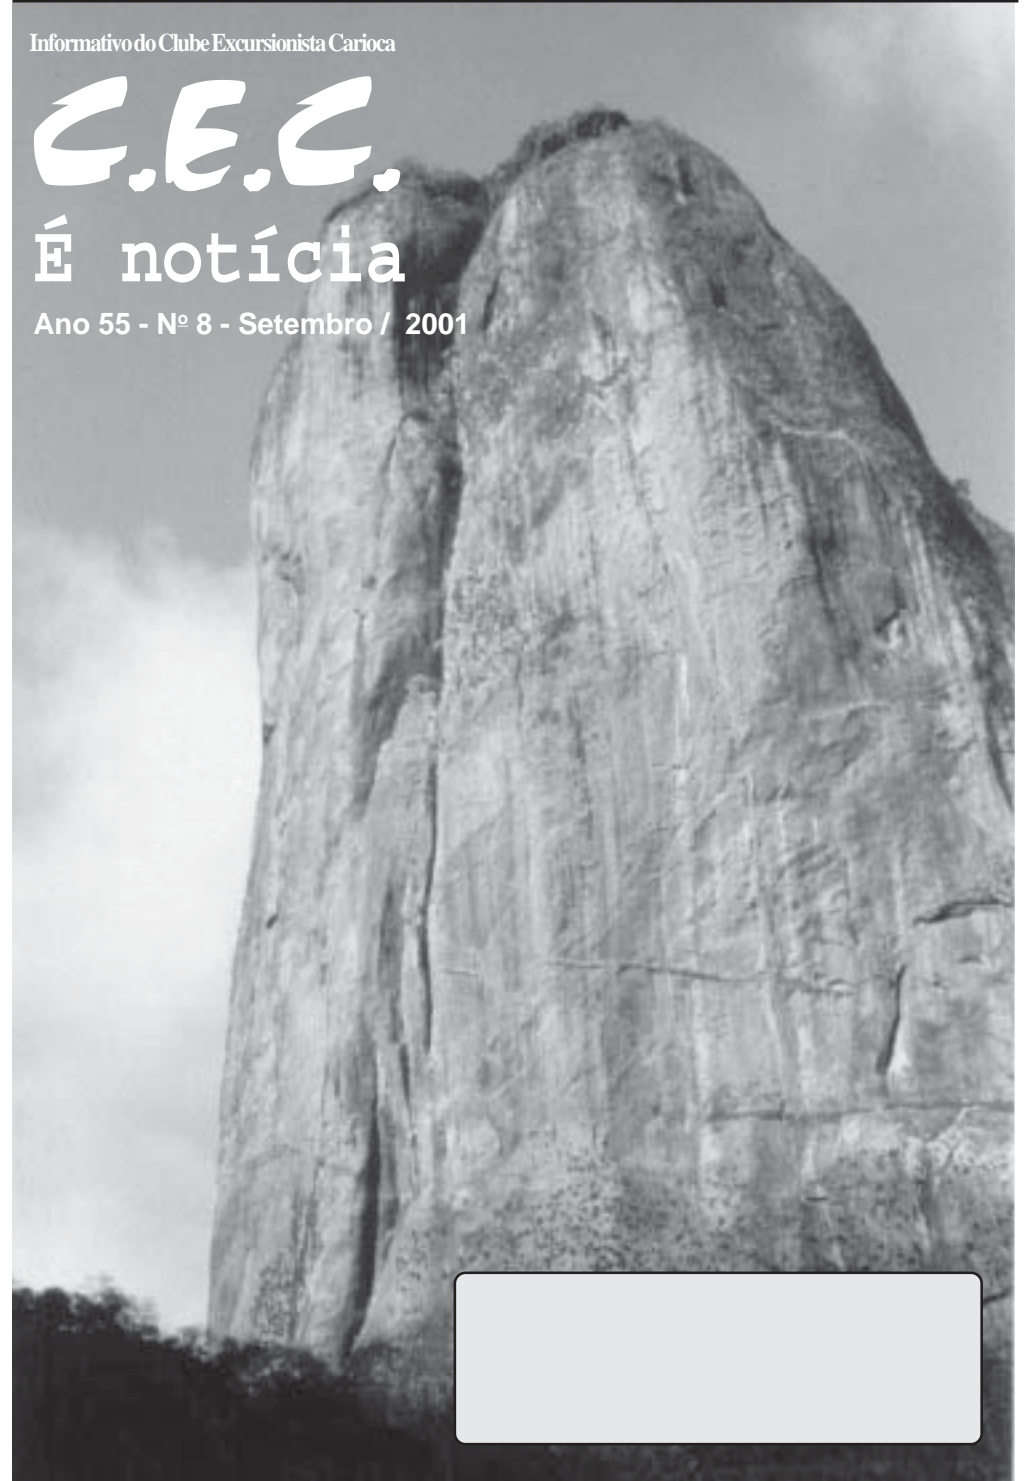 Informativo do Clube Excursionista Carioca
C.E.C.
É notícia
Ano 55 - Nº 8 - Setembro / 2001